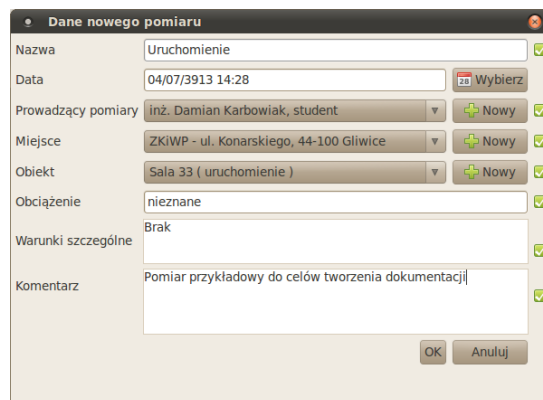 Dane nowego pomiaru
Nazwa Uruchomienie
Data 04/07/3913 14:28 28 Wybierz
Prowadzący pomiary inż. Damian Karbowiak, student Nowy
Miejsce ZKiWP - ul. Konarskiego, 44-100 Gliwice Nowy
Obiekt Sala 33 ( uruchomienie ) Nowy
Obciążenie nieznane
Warunki szczególne Brak
Komentarz Pomiar przykładowy do celów tworzenia dokumentacji
OK Anuluj